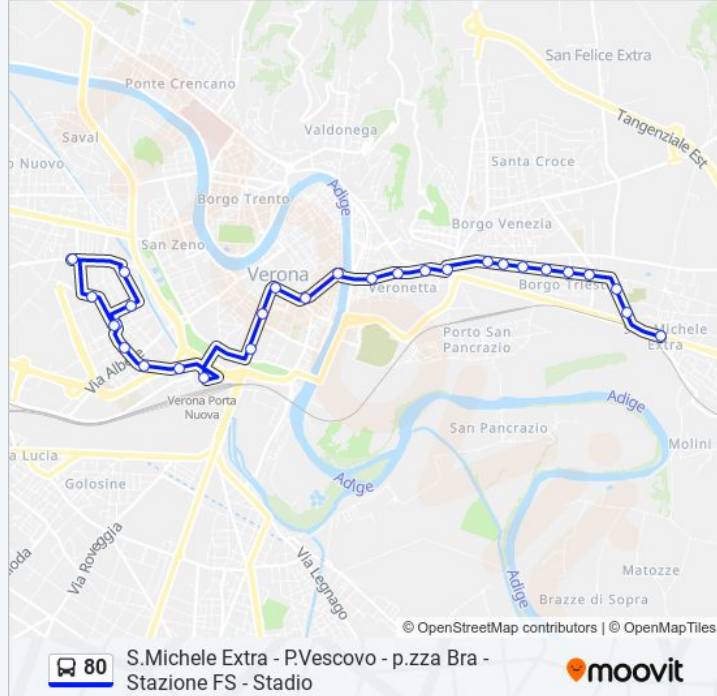 San Felice Extra
Ponte Crencano
Tangenziale Est
Saval
Valdonega
o Nuovo
Santa Croce
Borgo Trento
Adige
Borgo Venezia
San Zeno
Verona
Veronetta
Borgo Trieste
Porto San
Pancrazio
S
Michele
Extra
Via Albere
Verona Porta
Nuova
Adige
San Pancrazio
Molini
a Lucia
Golosine
Adige
Via Roveggia
oda
Via Legnago
Adige
Matozze
Brazze di Sopra
© OpenStreetMap contributors | © OpenMapTiles
80
S.Michele Extra - P.Vescovo - p.zza Bra -
Stazione FS - Stadio
moovit